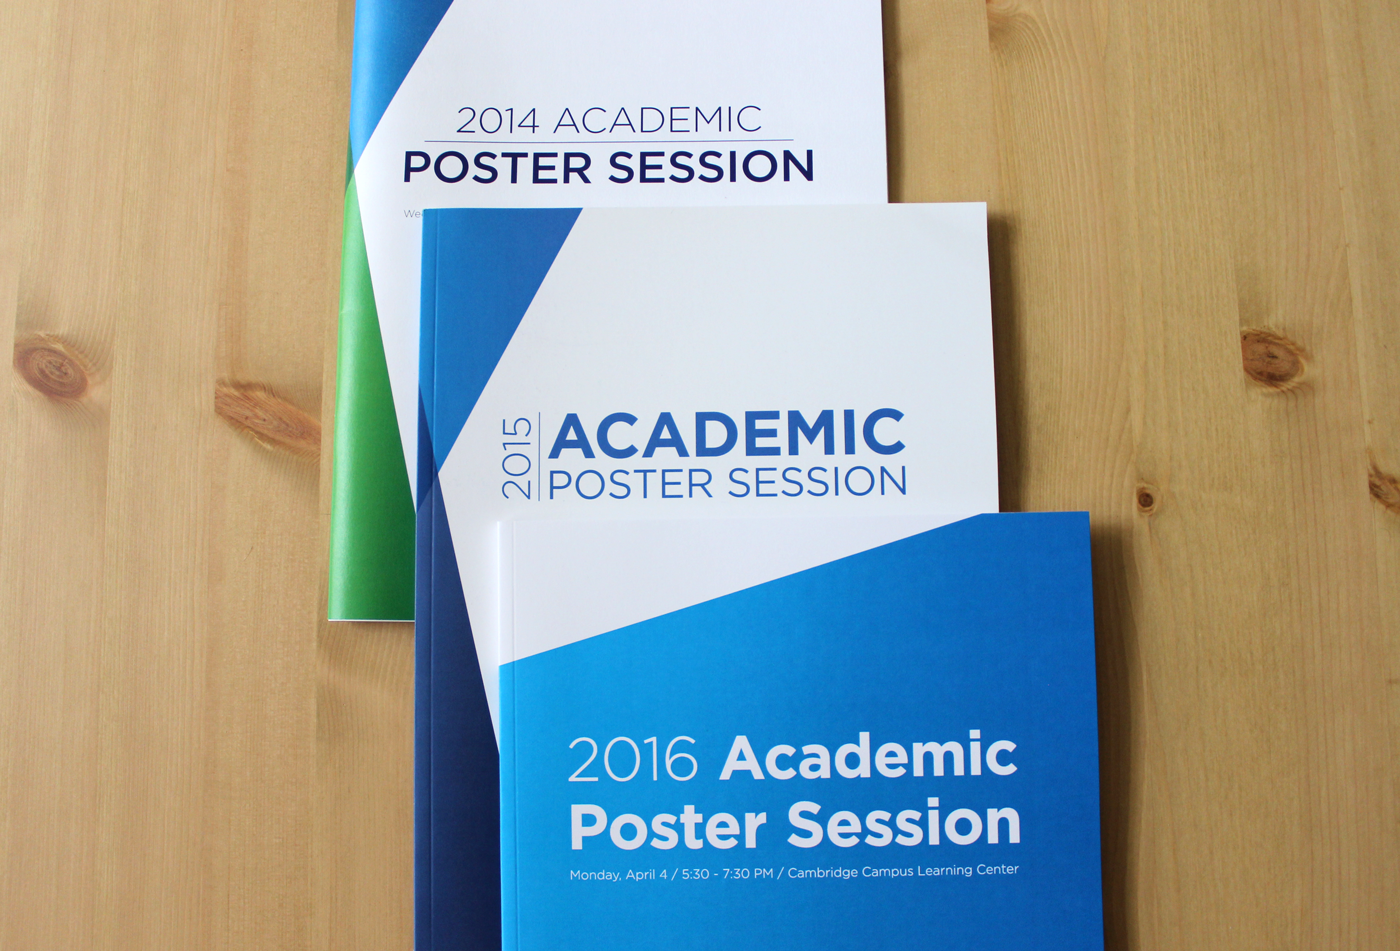 2014 ACADEMIC
POSTER SESSION
2015
ACADEMIC
POSTER SESSION
2016 Academic
Poster Session
Monday, April 4 / 5:30 - 7:30 PM / Cambridge Campus Learning Center